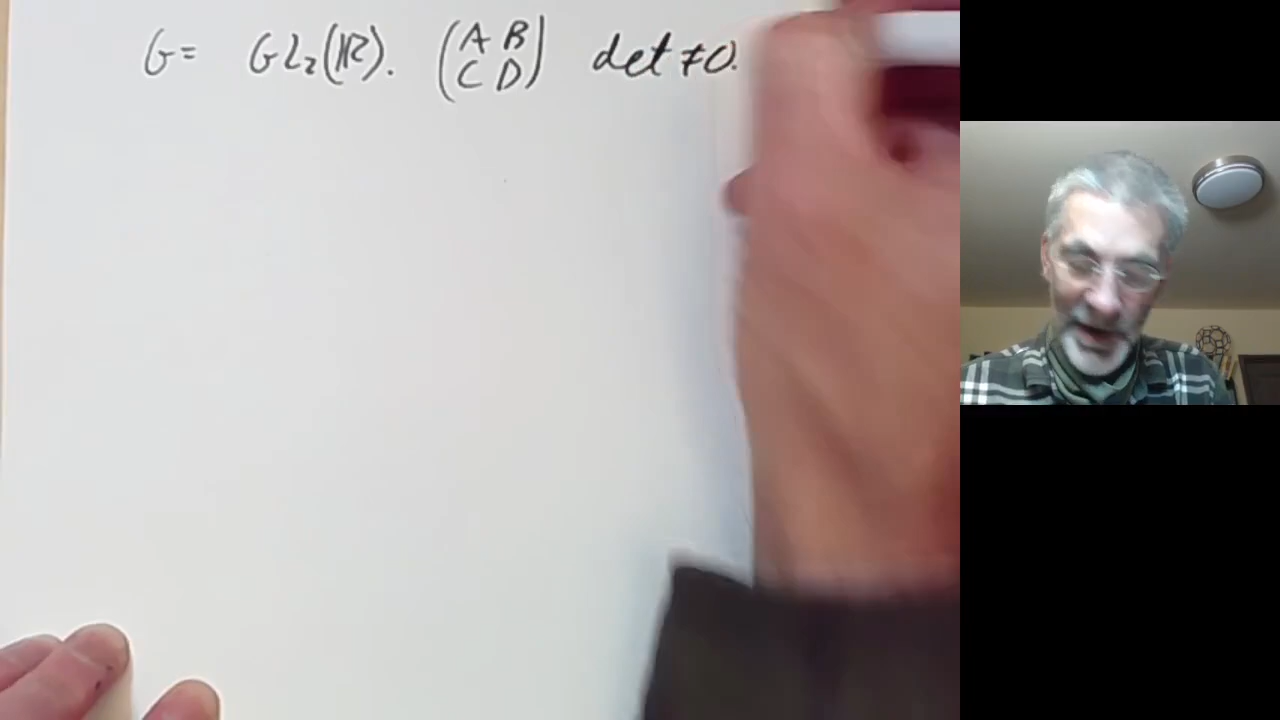 G = GL₂(ℝ). (A B
C D) det ≠ 0.